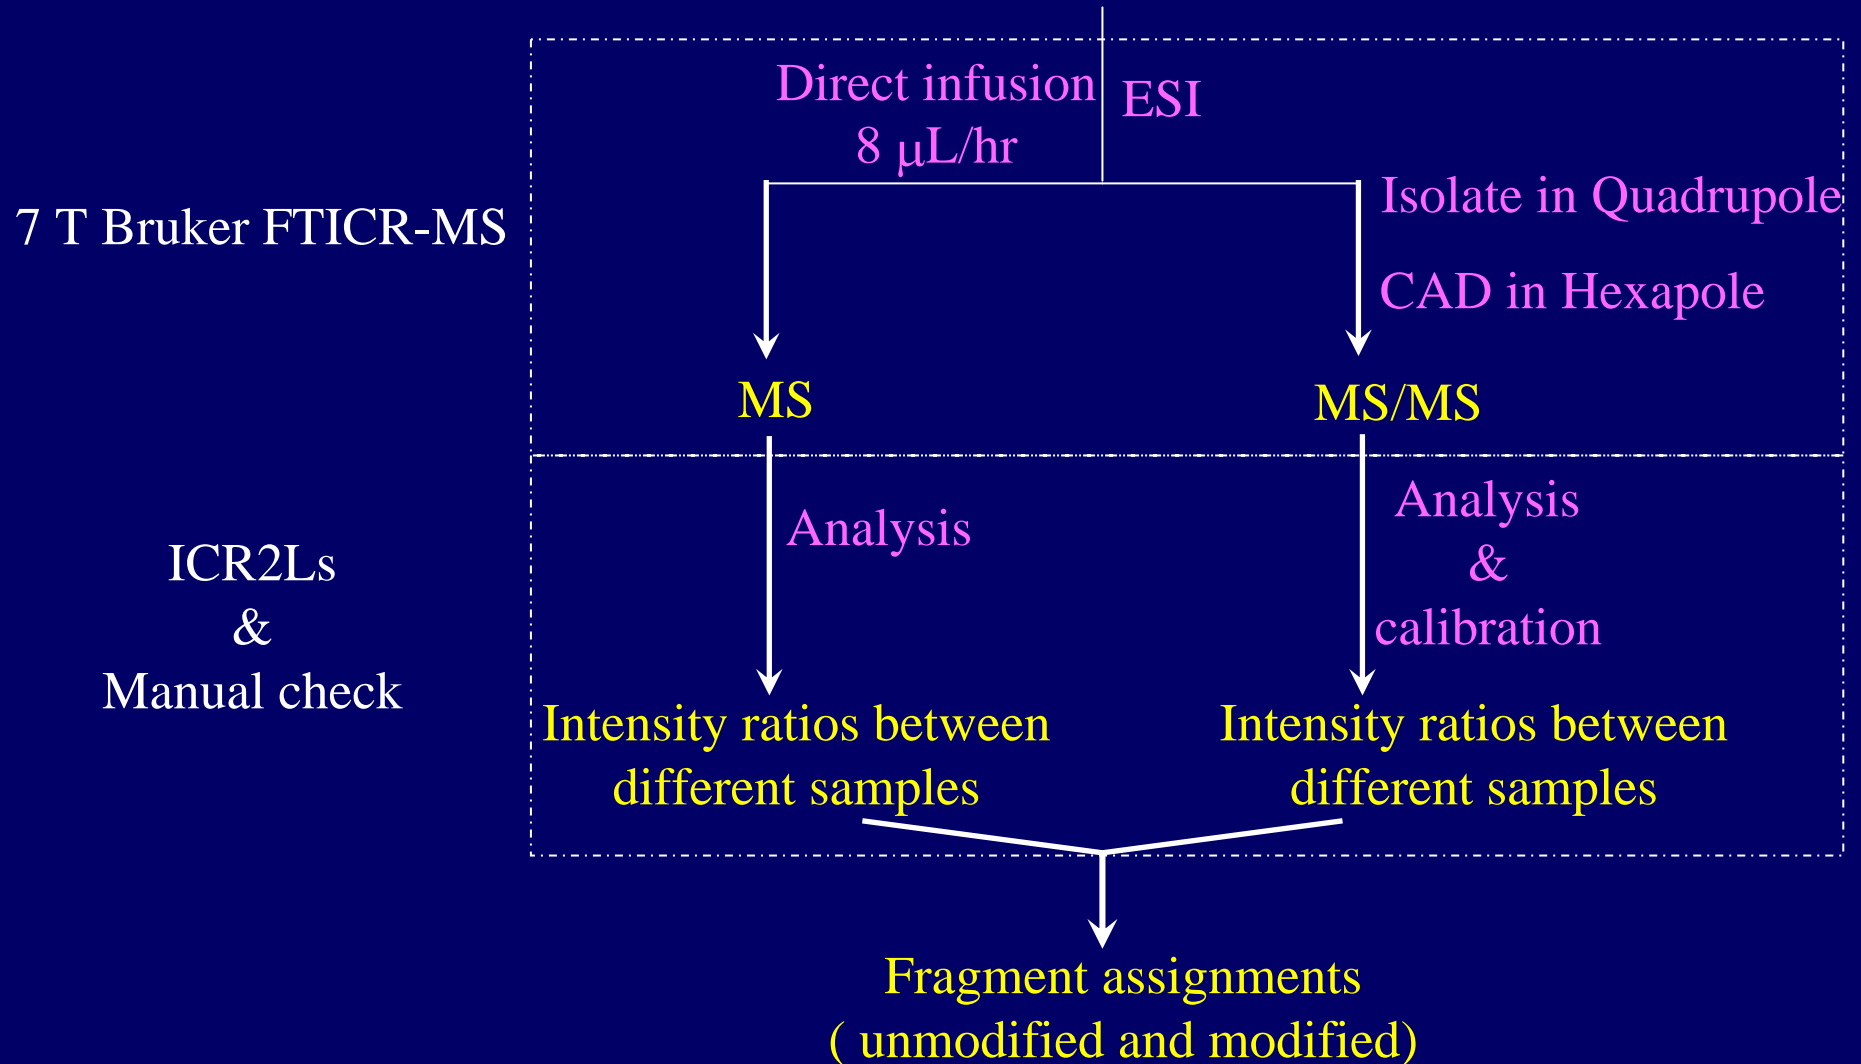 Direct infusion
8 μL/hr
ESI
7 T Bruker FTICR-MS
Isolate in Quadrupole
CAD in Hexapole
MS
MS/MS
ICR2Ls
&
Manual check
Analysis
Analysis
&
calibration
Intensity ratios between
different samples
Intensity ratios between
different samples
Fragment assignments
( unmodified and modified)